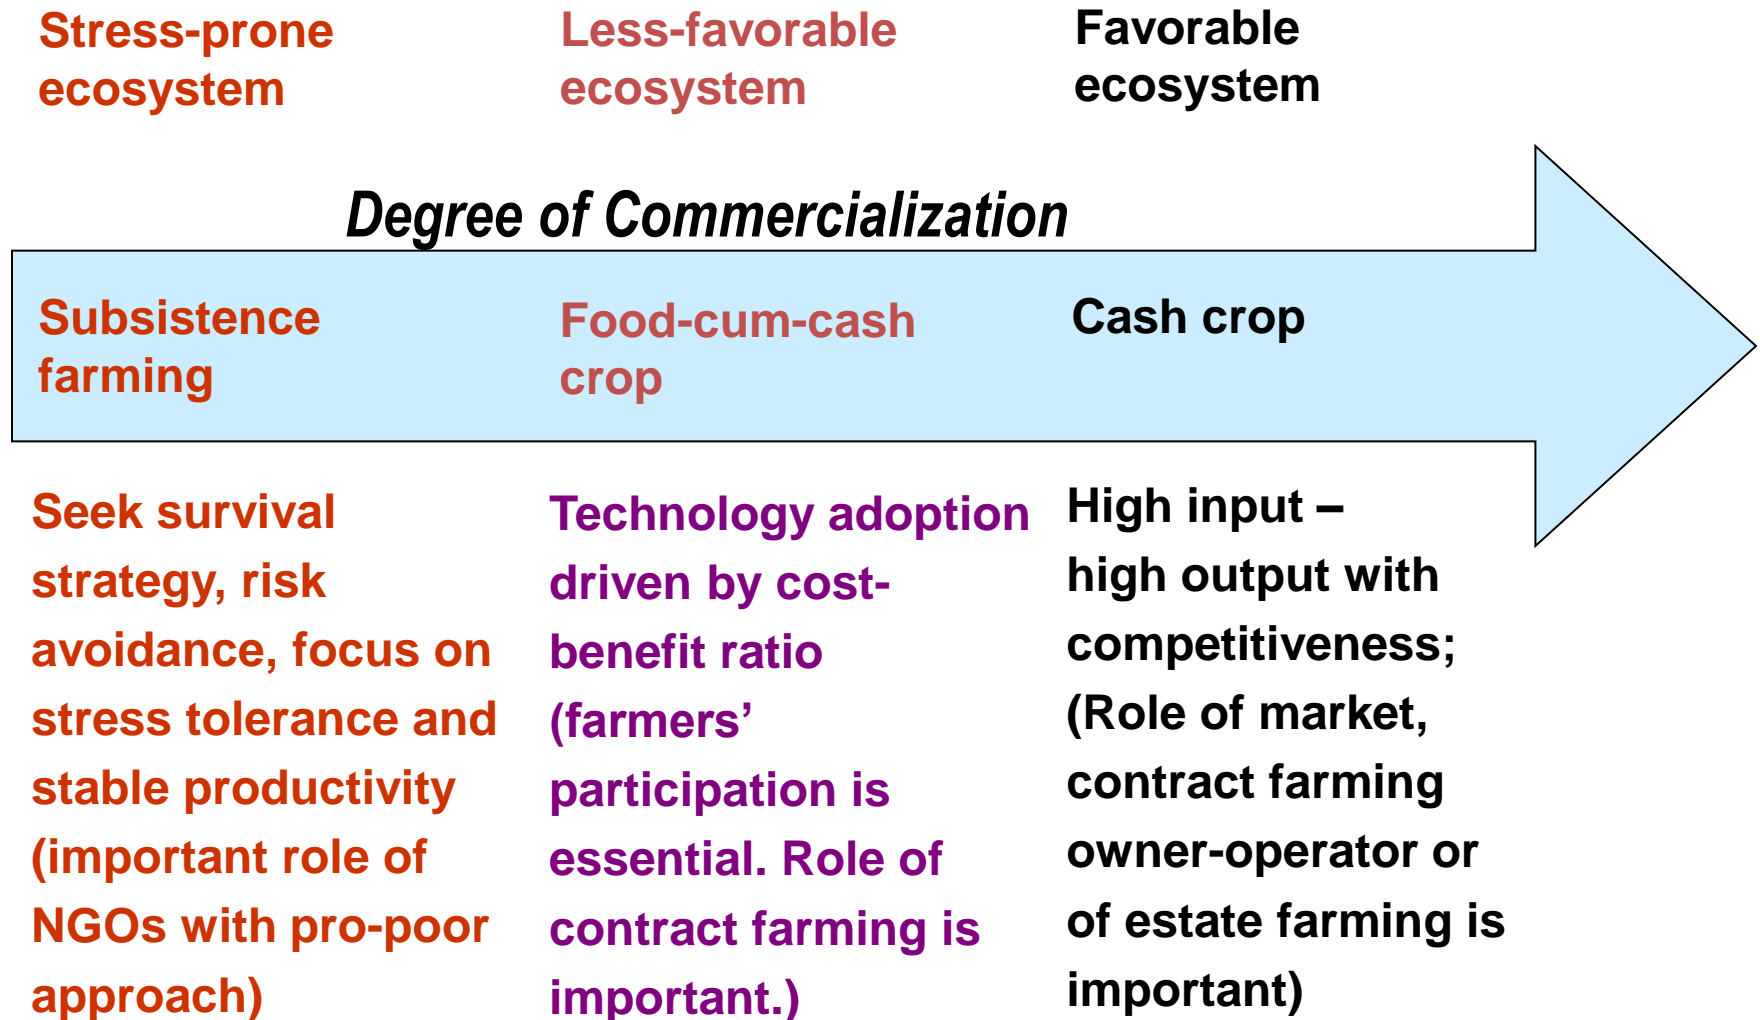 Stress-prone
ecosystem
Less-favorable
ecosystem
Favorable
ecosystem
Degree of Commercialization
Subsistence
farming
Food-cum-cash
crop
Cash crop
Seek survival
strategy, risk
avoidance, focus on
stress tolerance and
stable productivity
(important role of
NGOs with pro-poor
approach)
Technology adoption
driven by cost-
benefit ratio
(farmers’
participation is
essential. Role of
contract farming is
important.)
High input –
high output with
competitiveness;
(Role of market,
contract farming
owner-operator or
of estate farming is
important)